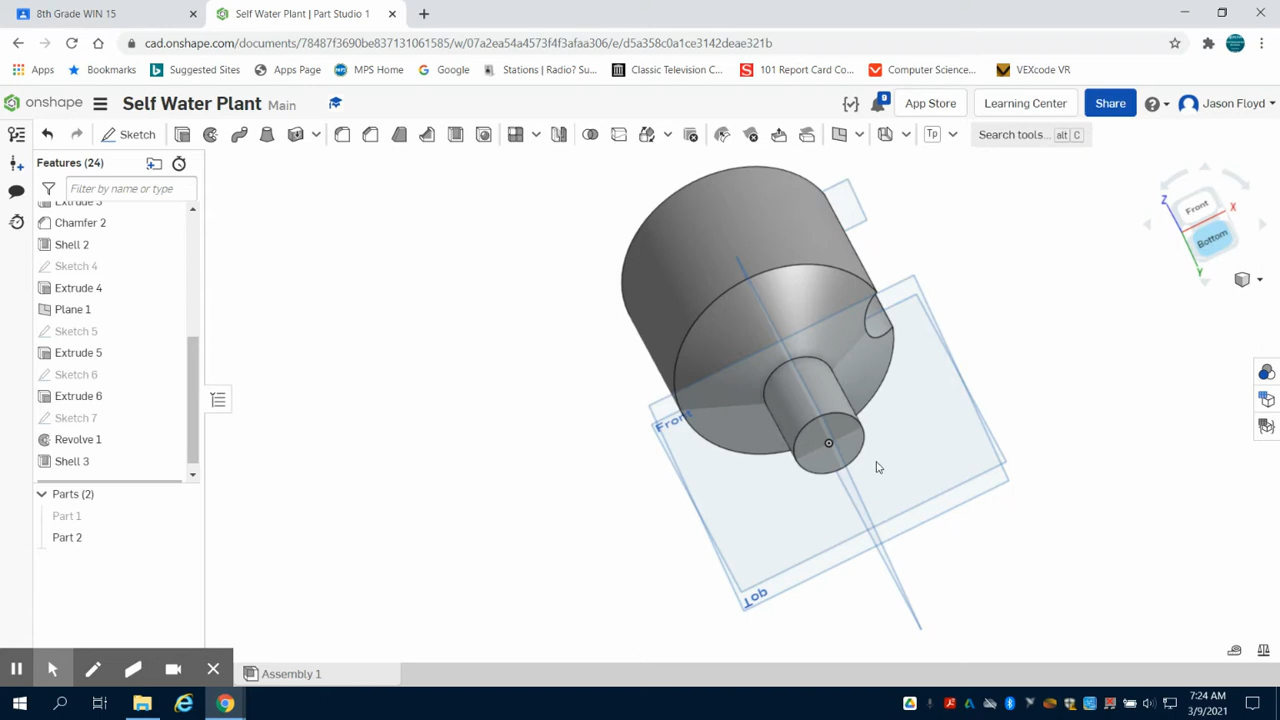 8th Grade WIN 15
Self Water Plant | Part Studio 1
cad.onshape.com/documents/78487f3690be837131061585/w/07a2ea54a4573f4f3afaa306/e/d5a358c0a1ce3142deae321b
Apps Bookmarks Suggested Sites Apps Page MPS Home Google Stations | Radio? Su... Classic Television C... 101 Report Card Co... Computer Science... VEXcode VR
onshape Self Water Plant Main App Store Learning Center Share Jason Floyd
Sketch Tp Search tools... alt C
Features (24)
Filter by name or type
Extrude 3
Chamfer 2
Shell 2
Sketch 4
Extrude 4
Plane 1
Sketch 5
Extrude 5
Sketch 6
Extrude 6
Sketch 7
Revolve 1
Shell 3
Parts (2)
Part 1
Part 2
Front
Top
Z
Front
X
Bottom
Y
Assembly 1
7:24 AM
3/9/2021